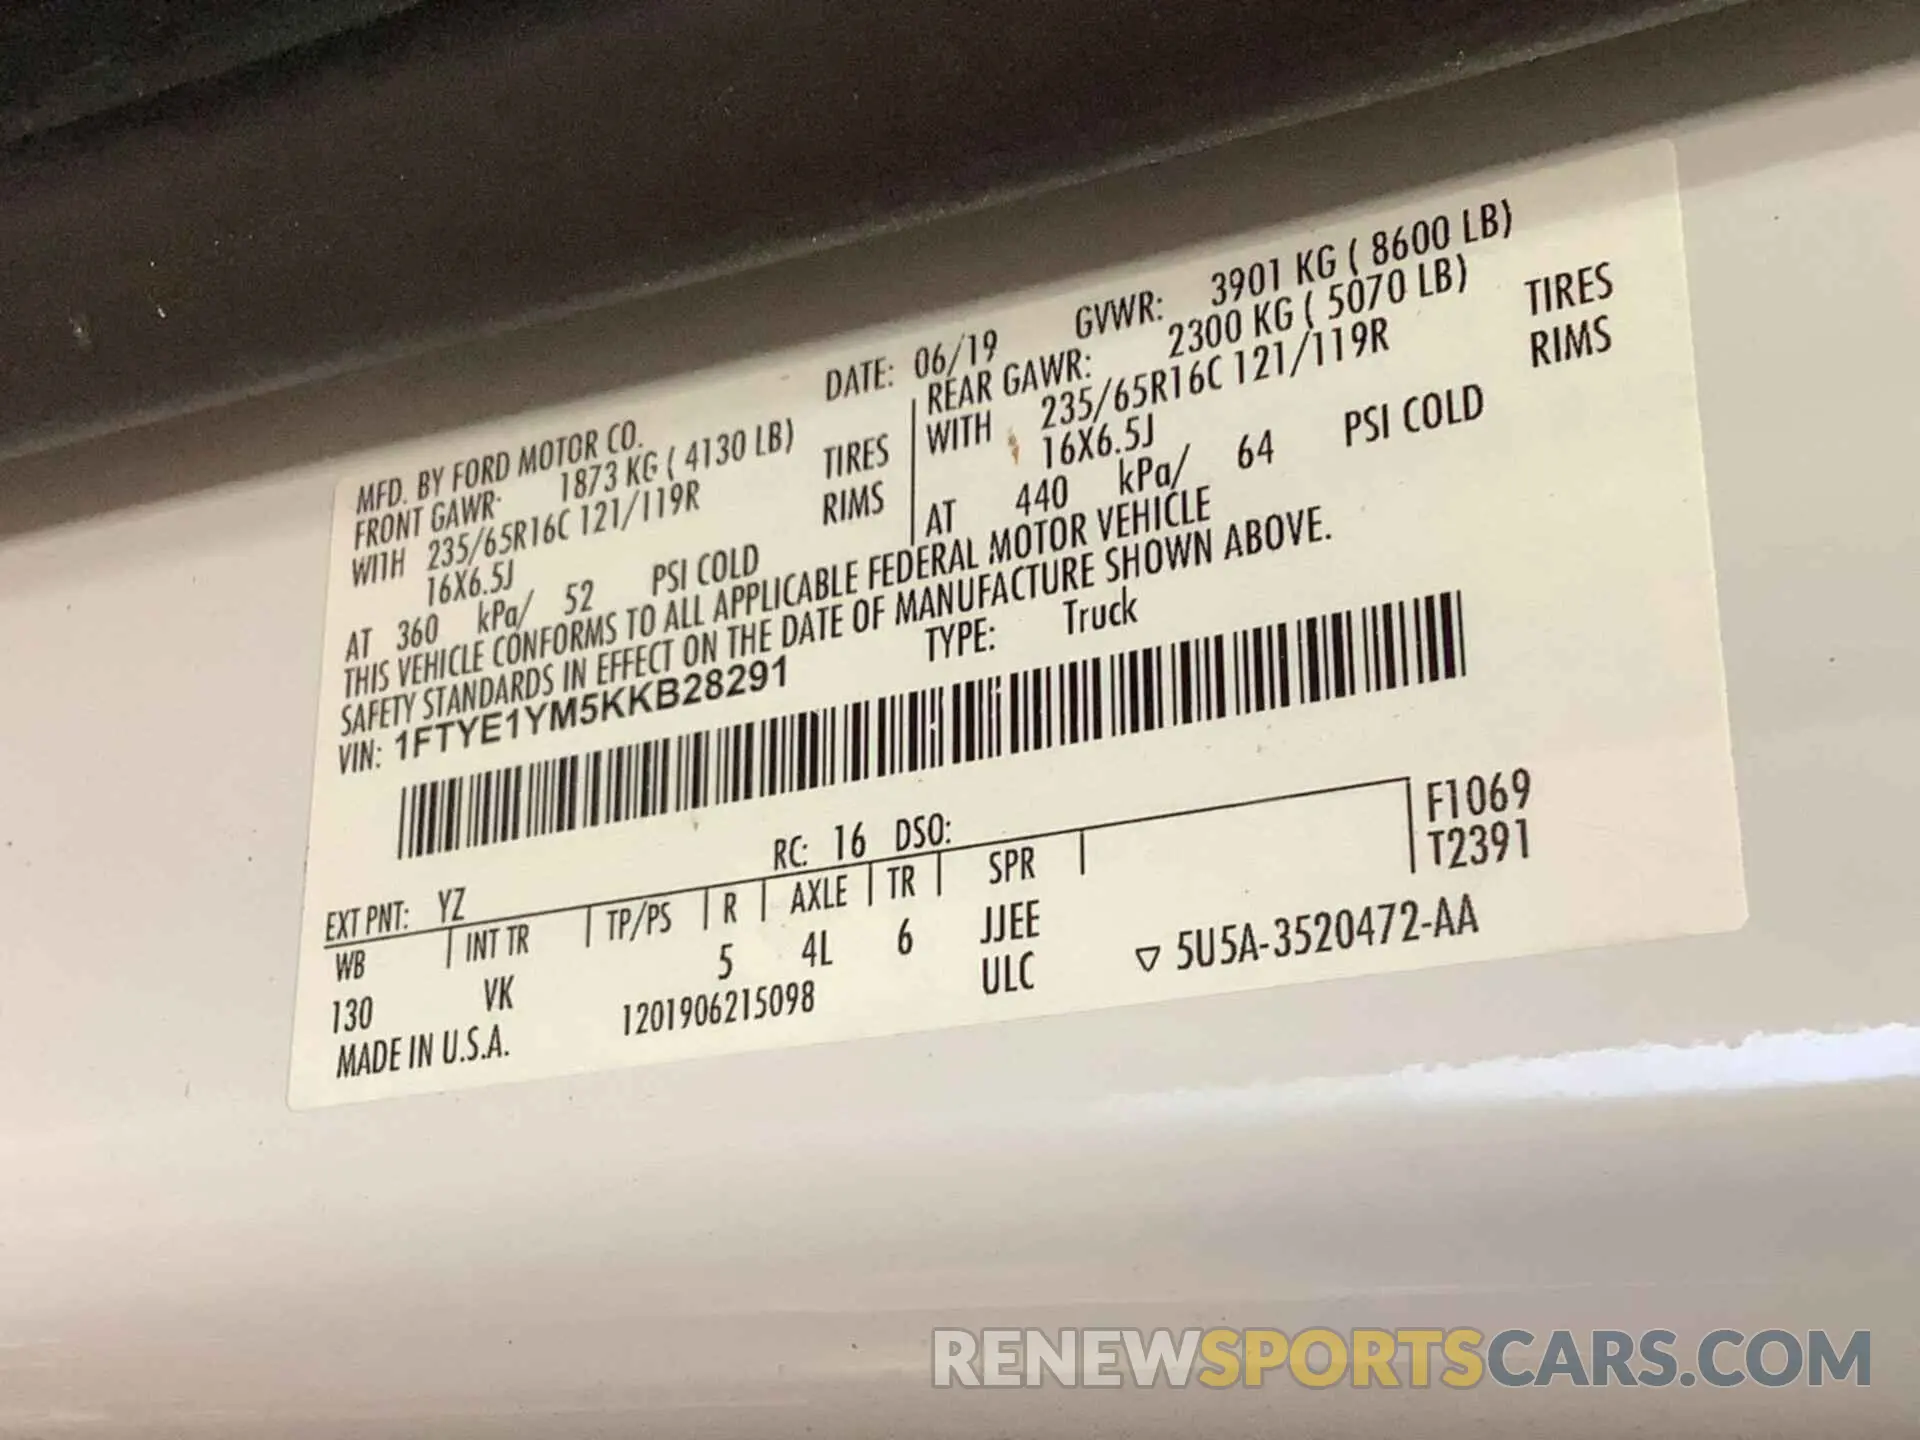 MFD. BY FORD MOTOR CO.
DATE: 06/19 GVWR: 3901 KG ( 8600 LB)
FRONT GAWR: 1873 KG ( 4130 LB)
WITH 235/65R16C 121/119R TIRES
16X6.5J RIMS
AT 360 kPa/ 52 PSI COLD
REAR GAWR: 2300 KG ( 5070 LB)
WITH 235/65R16C 121/119R TIRES
16X6.5J RIMS
AT 440 kPa/ 64 PSI COLD
THIS VEHICLE CONFORMS TO ALL APPLICABLE FEDERAL MOTOR VEHICLE
SAFETY STANDARDS IN EFFECT ON THE DATE OF MANUFACTURE SHOWN ABOVE.
VIN: 1FTYE1YM5KKB28291 TYPE: Truck
F1069
T2391
EXT PNT: YZ RC: 16 DSO:
WB INT TR TP/PS R AXLE TR SPR
130 VK 5 4L 6 JJEE
ULC
MADE IN U.S.A. 1201906215098 ▽ 5U5A-3520472-AA
RENEWSPORTSCARS.COM